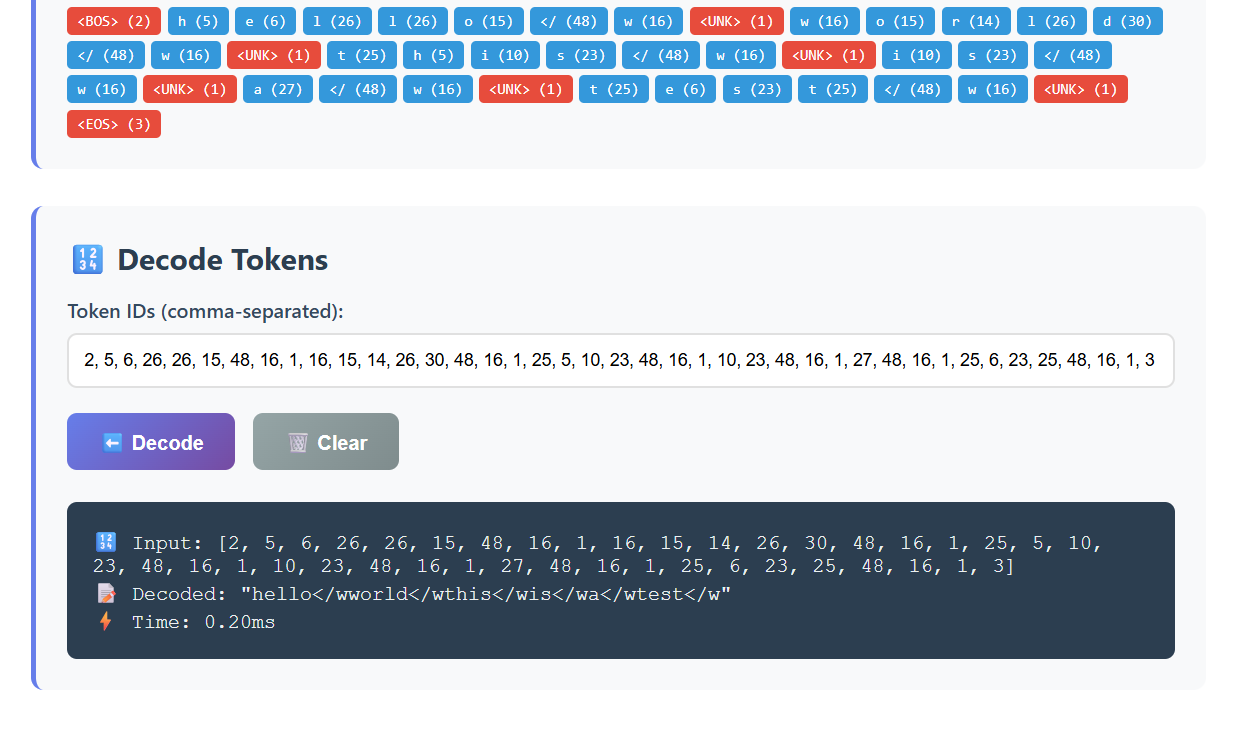 <BOS> (2) h (5) e (6) l (26) l (26) o (15) </ (48) w (16) <UNK> (1) w (16) o (15) r (14) l (26) d (30)
</ (48) w (16) <UNK> (1) t (25) h (5) i (10) s (23) </ (48) w (16) <UNK> (1) i (10) s (23) </ (48)
w (16) <UNK> (1) a (27) </ (48) w (16) <UNK> (1) t (25) e (6) s (23) t (25) </ (48) w (16) <UNK> (1)
<EOS> (3)
Decode Tokens
Token IDs (comma-separated):
2, 5, 6, 26, 26, 15, 48, 16, 1, 16, 15, 14, 26, 30, 48, 16, 1, 25, 5, 10, 23, 48, 16, 1, 10, 23, 48, 16, 1, 27, 48, 16, 1, 25, 6, 23, 25, 48, 16, 1, 3
Decode Clear
Input: [2, 5, 6, 26, 26, 15, 48, 16, 1, 16, 15, 14, 26, 30, 48, 16, 1, 25, 5, 10,
23, 48, 16, 1, 10, 23, 48, 16, 1, 27, 48, 16, 1, 25, 6, 23, 25, 48, 16, 1, 3]
Decoded: "hello</wworld</wthis</wis</wa</wtest</w"
Time: 0.20ms